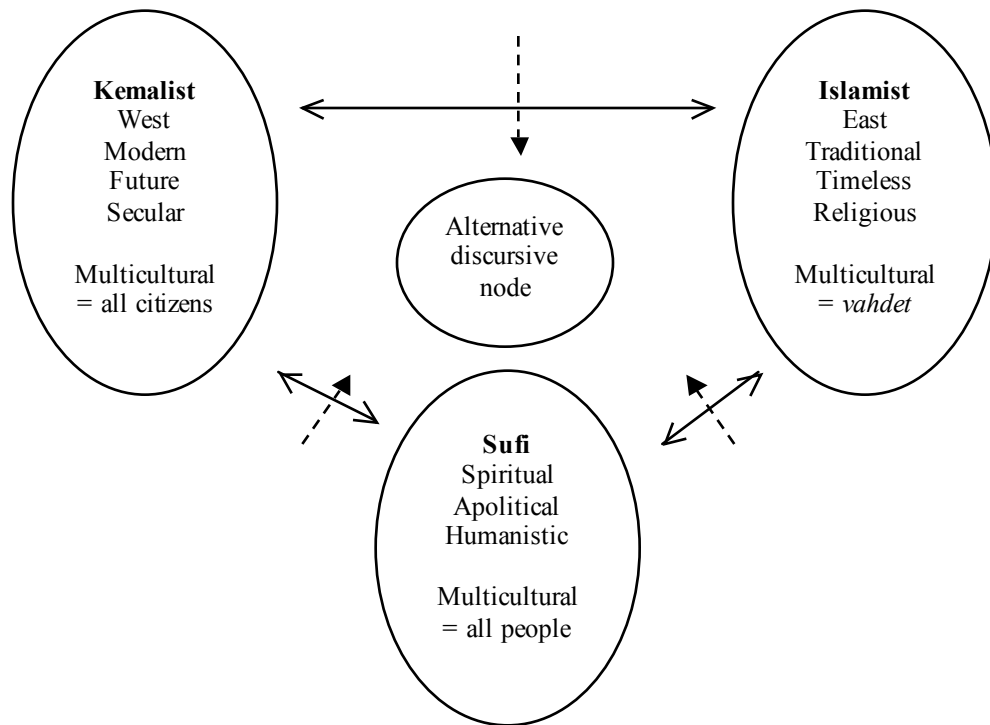 Kemalist
West
Modern
Future
Secular
Multicultural
= all citizens
Alternative
discursive
node
Islamist
East
Traditional
Timeless
Religious
Multicultural
= vahdet
Sufi
Spiritual
Apolitical
Humanistic
Multicultural
= all people